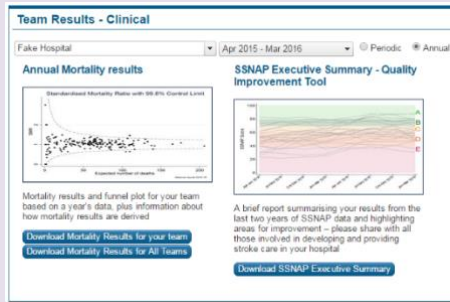 Team Results - Clinical
Fake Hospital
Apr 2015 - Mar 2016
Periodic
Annual
Annual Mortality results
Standardised Mortality Ratio with 99.8% Control Limit
SMR
Expected number of deaths
Mortality results and funnel plot for your team
based on a year's data, plus information about
how mortality results are derived
Download Mortality Results for your team
Download Mortality Results for All Teams
SSNAP Executive Summary - Quality
Improvement Tool
A
B
C
D
E
A brief report summarising your results from the
last two years of SSNAP data and highlighting
areas for improvement – please share with all
those involved in developing and providing
stroke care in your hospital
Download SSNAP Executive Summary